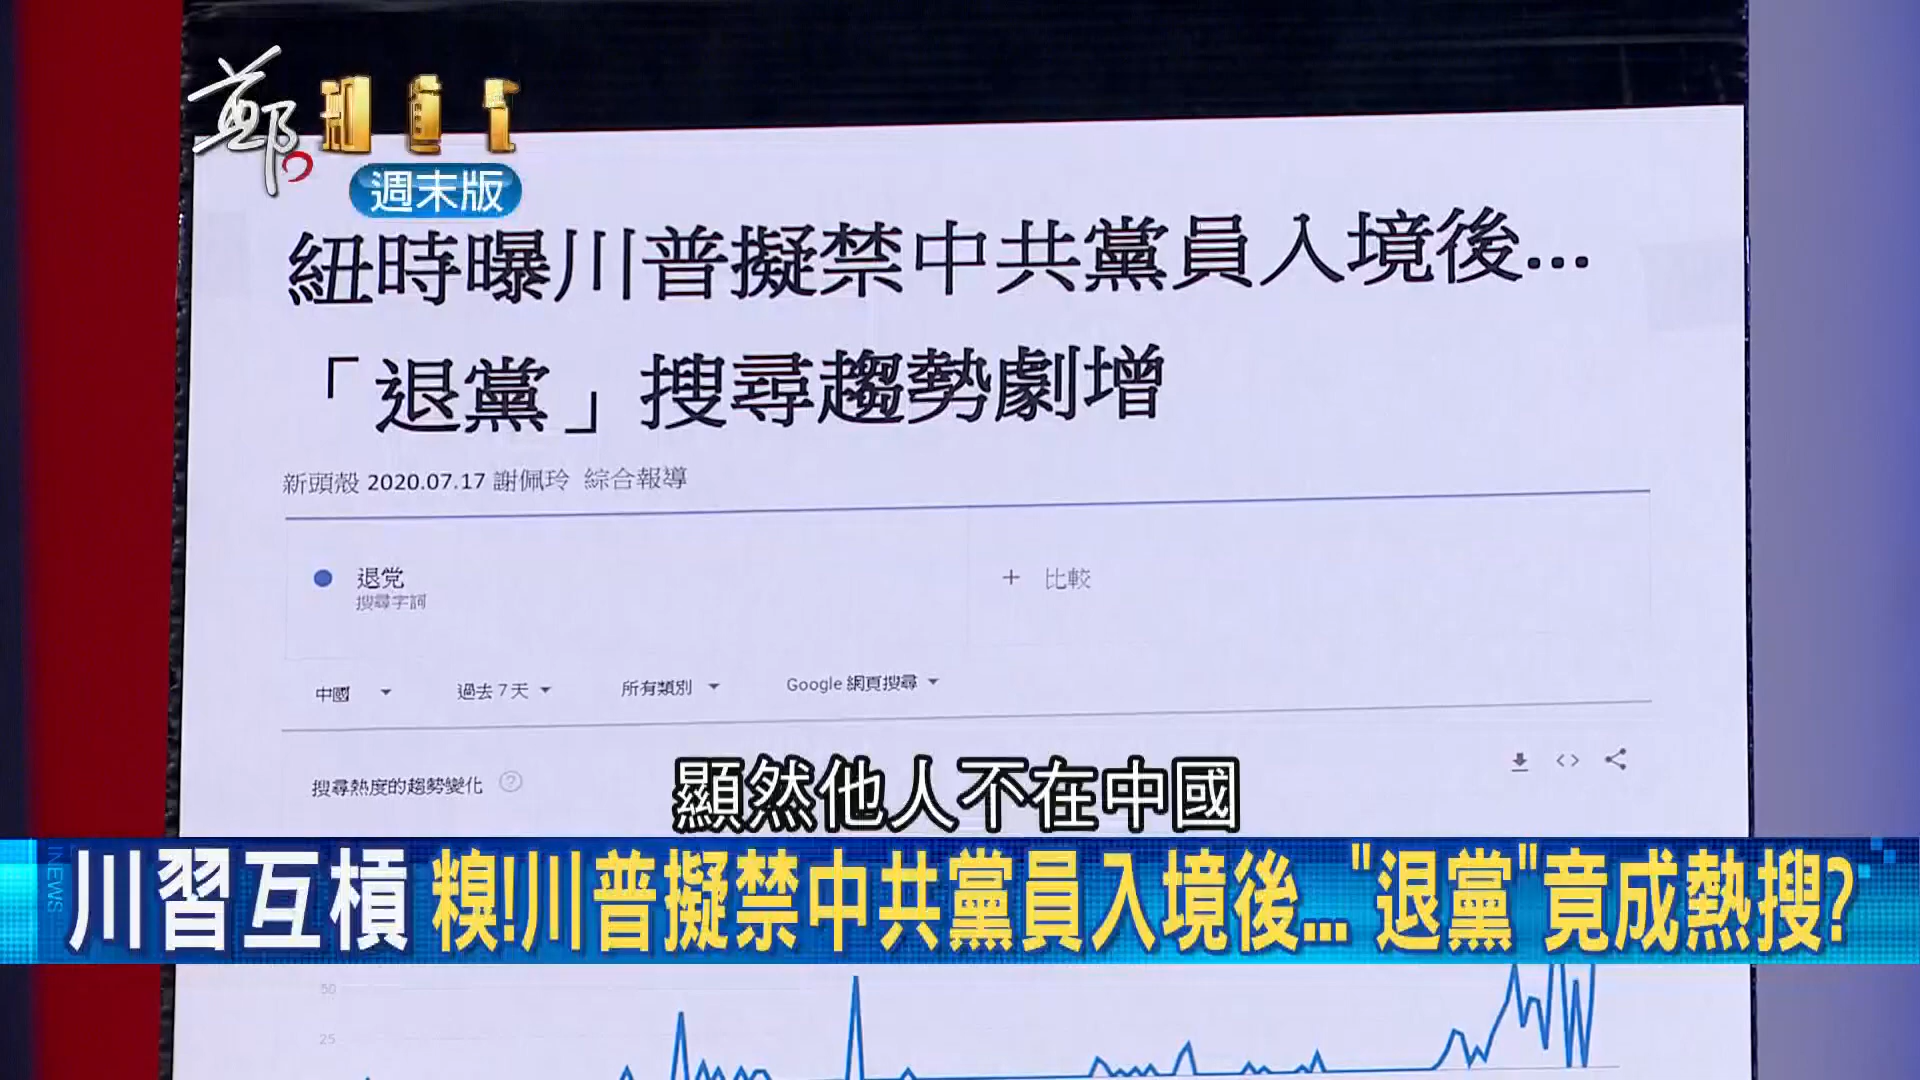 鄭
週末版
紐時曝川普擬禁中共黨員入境後...
「退黨」搜尋趨勢劇增
新頭殼 2020.07.17 謝佩玲 綜合報導
退党
搜尋字詞
+ 比較
中國
過去 7 天
所有類別
Google 網頁搜尋
搜尋熱度的趨勢變化 ?
顯然他人不在中國
NEWS
川習互槓 糗!川普擬禁中共黨員入境後..."退黨"竟成熱搜?
50
25